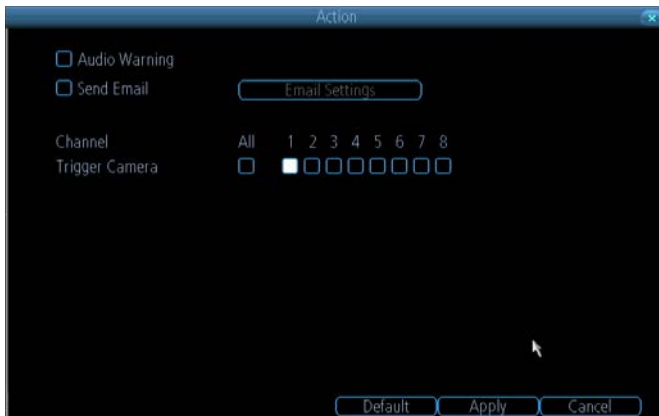 Action
Audio Warning
Send Email Email Settings
Channel All 1 2 3 4 5 6 7 8
Trigger Camera
Default Apply Cancel